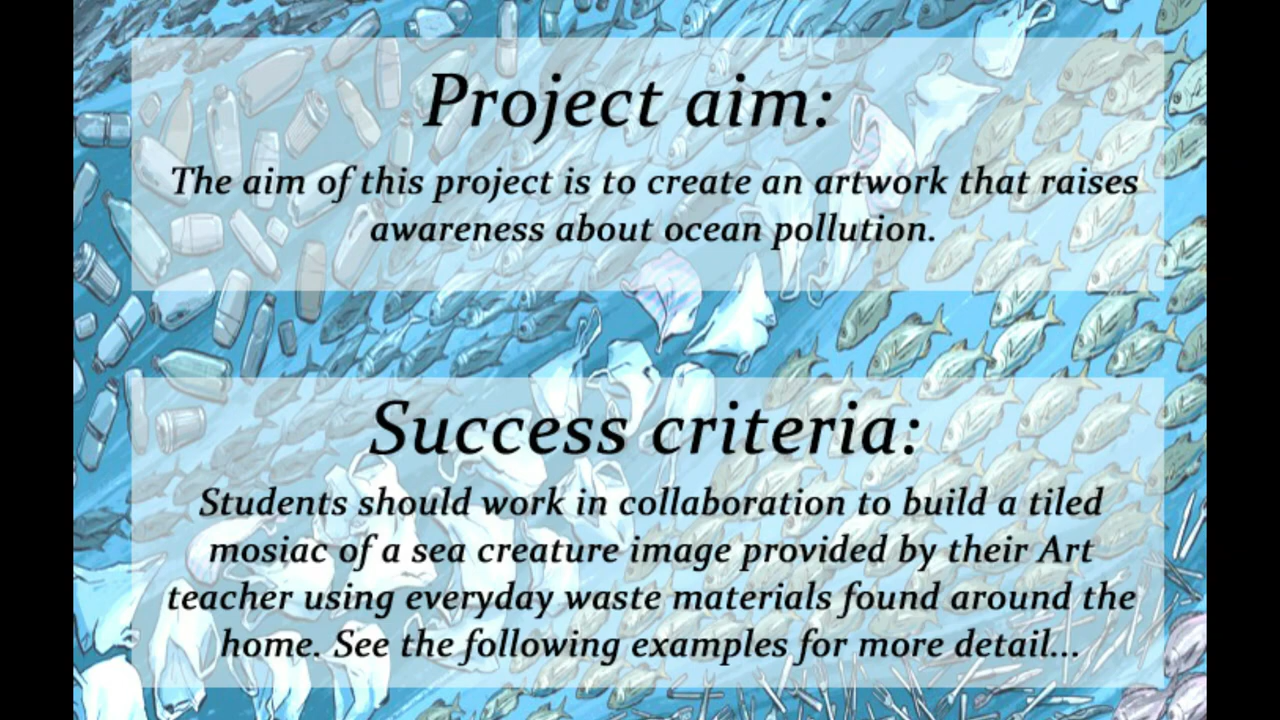 Project aim:
The aim of this project is to create an artwork that raises
awareness about ocean pollution.
Success criteria:
Students should work in collaboration to build a tiled
mosiac of a sea creature image provided by their Art
teacher using everyday waste materials found around the
home. See the following examples for more detail...